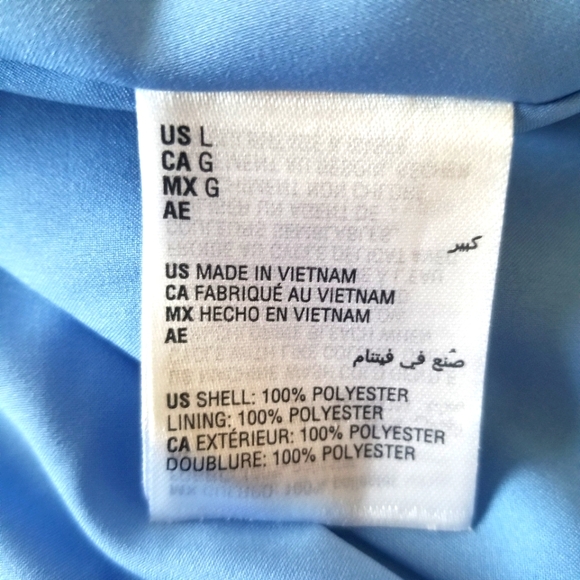 US L
CA G
MX G
AE
كبير
US MADE IN VIETNAM
CA FABRIQUÉ AU VIETNAM
MX HECHO EN VIETNAM
AE
صُنع في فيتنام
US SHELL: 100% POLYESTER
LINING: 100% POLYESTER
CA EXTÉRIEUR: 100% POLYESTER
DOUBLURE: 100% POLYESTER